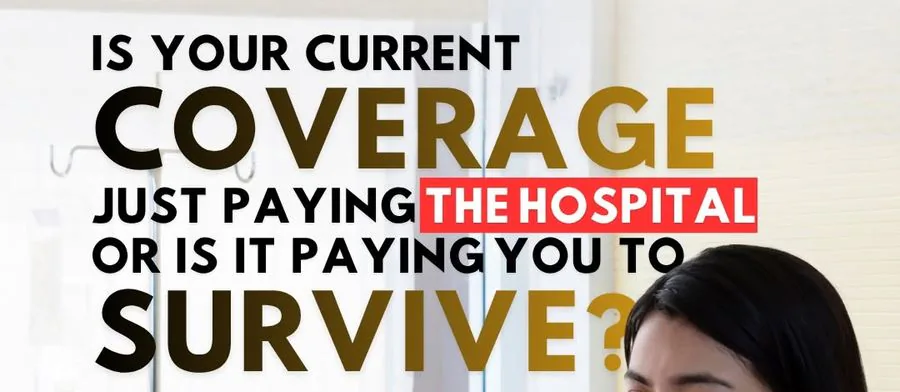 IS YOUR CURRENT
COVERAGE
JUST PAYING THE HOSPITAL
OR IS IT PAYING YOU TO
SURVIVE?